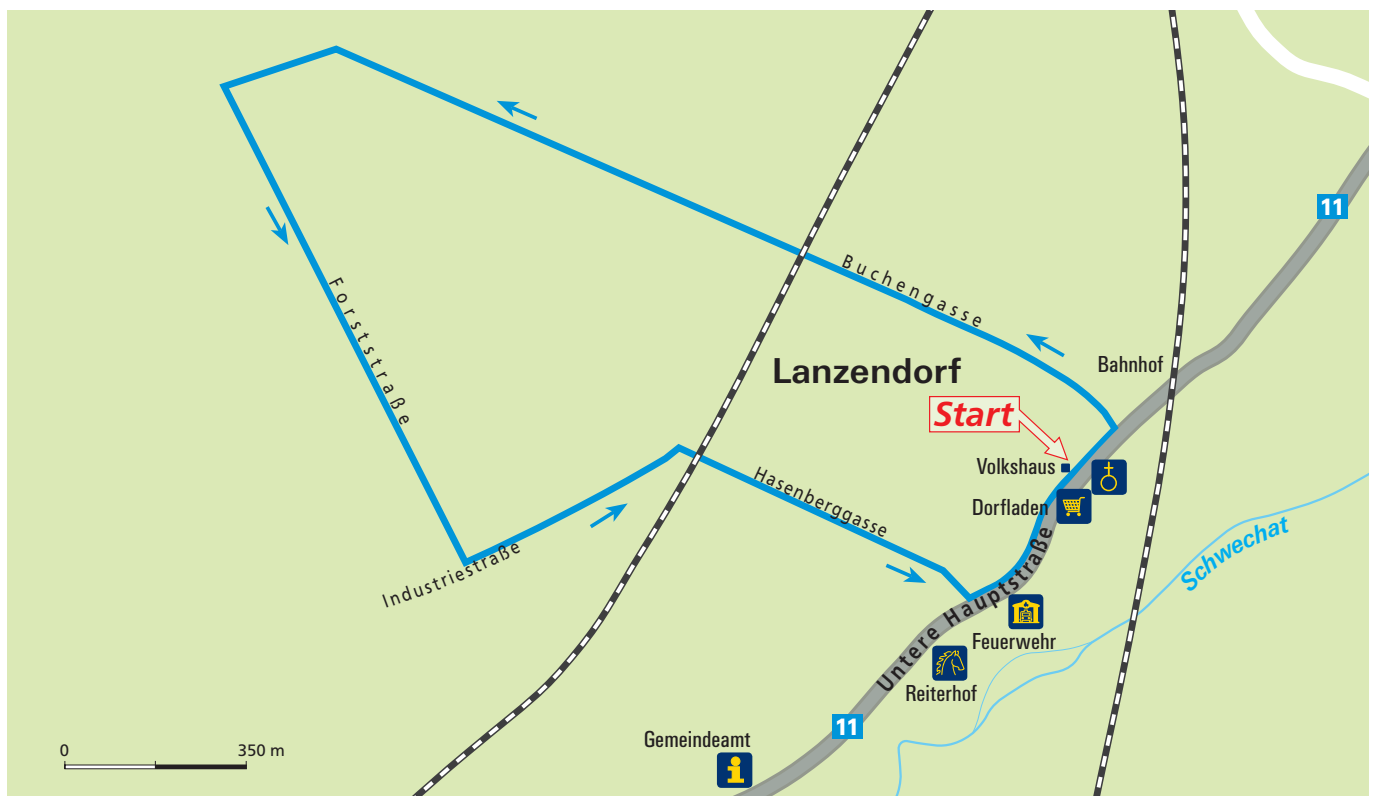 11
Buchengasse
Forststraße
Bahnhof
Lanzendorf
Start
Volkshaus
Dorfladen
Hasenberggasse
Industriestraße
Schwechat
Untere Hauptstraße
Feuerwehr
Reiterhof
11
Gemeindeamt
0 350 m